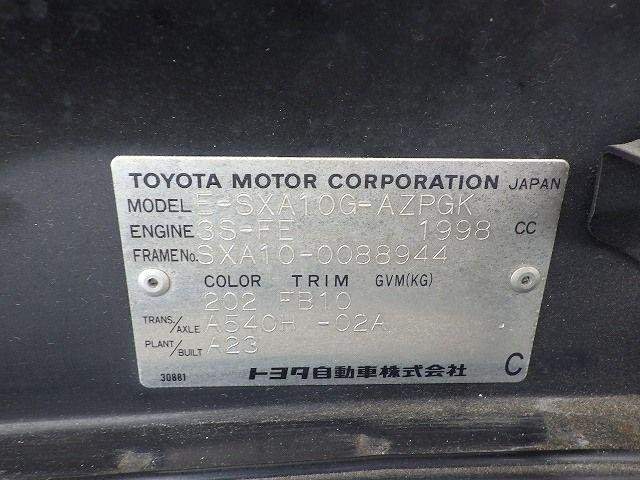 TOYOTA MOTOR CORPORATION JAPAN
MODEL E-SXA10G-AZPGK
ENGINE 3S-FE 1998 CC
FRAME No. SXA10-0088944
COLOR TRIM GVM(KG)
202 FB10
TRANS./AXLE A540H -02A
PLANT/BUILT A23
30881 トヨタ自動車株式会社 C